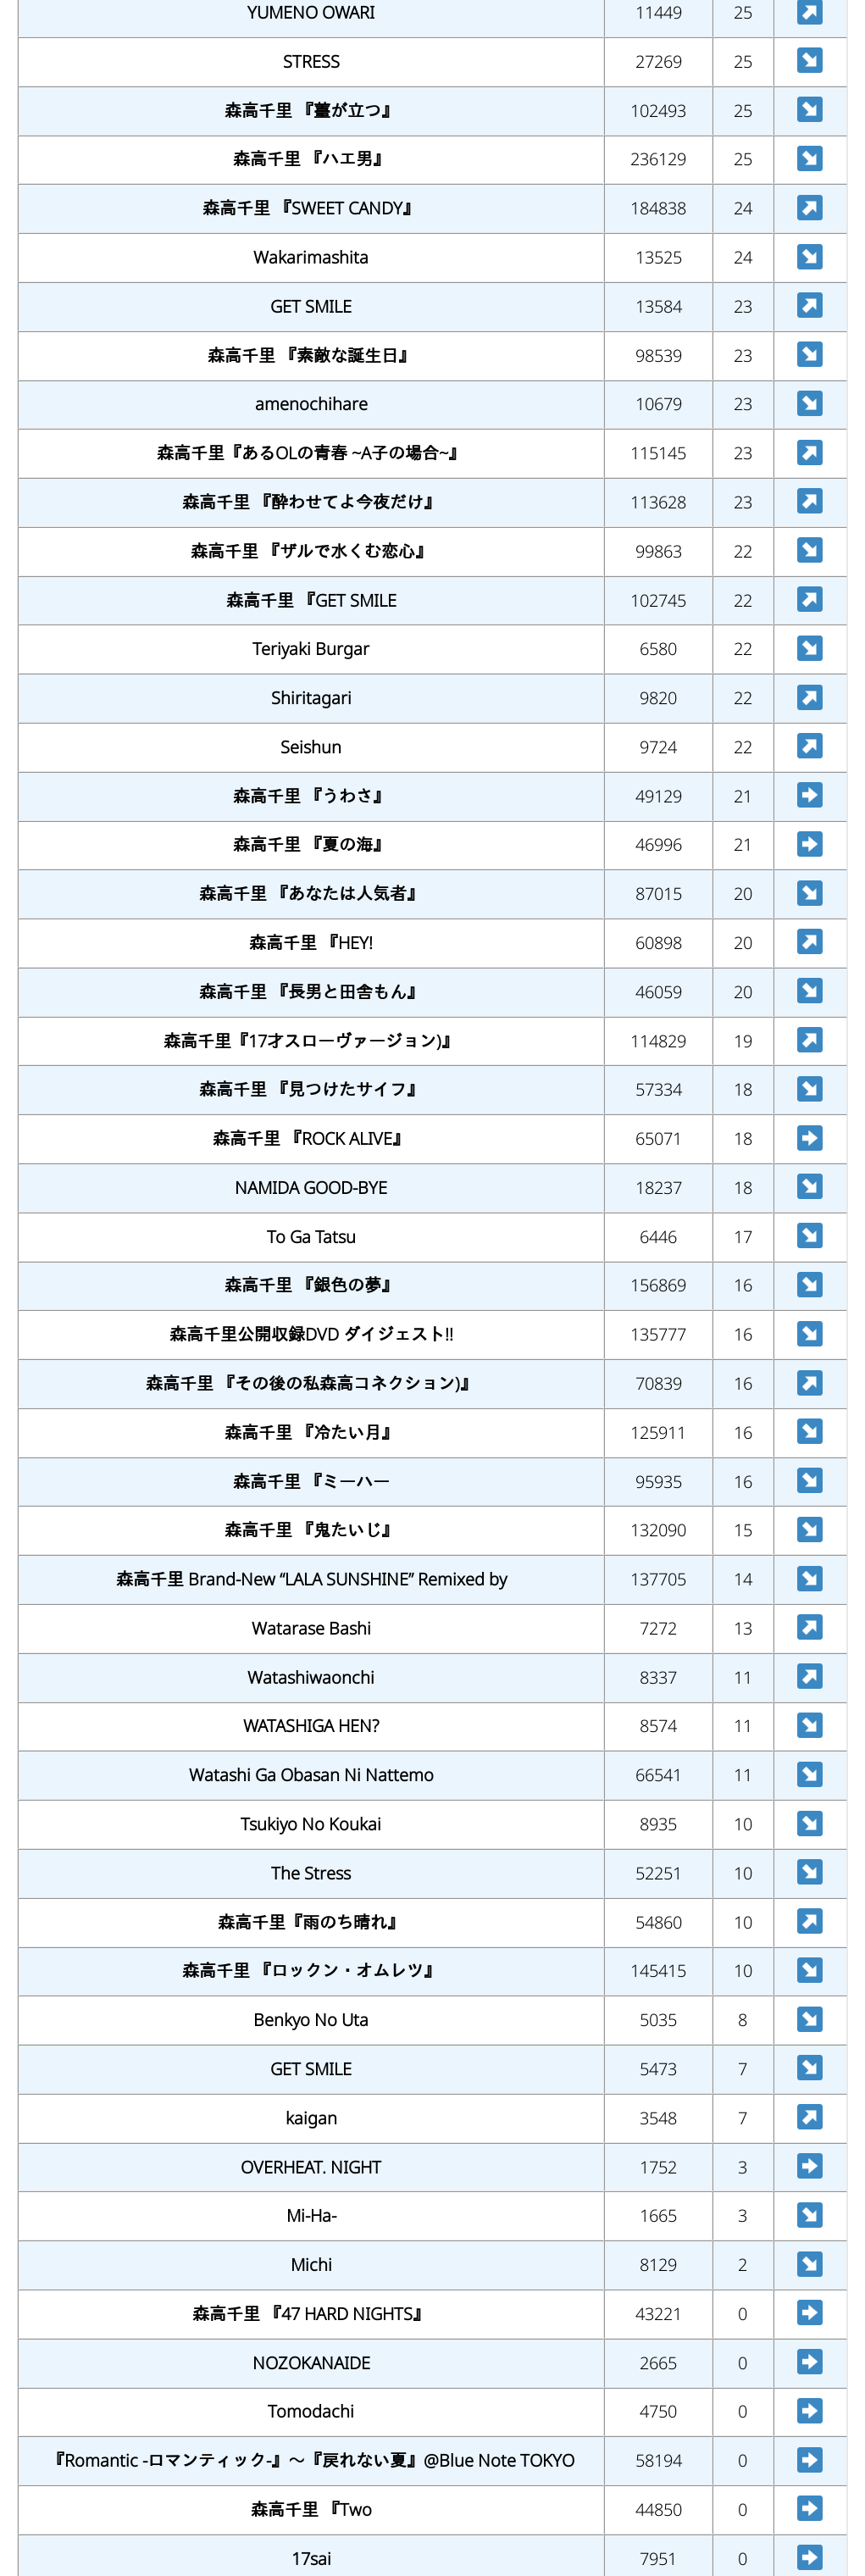 YUMENO OWARI 11449 25
STRESS 27269 25
森高千里 『薹が立つ』 102493 25
森高千里 『ハエ男』 236129 25
森高千里 『SWEET CANDY』 184838 24
Wakarimashita 13525 24
GET SMILE 13584 23
森高千里 『素敵な誕生日』 98539 23
amenochihare 10679 23
森高千里『あるOLの青春 ~A子の場合~』 115145 23
森高千里 『酔わせてよ今夜だけ』 113628 23
森高千里 『ザルで水くむ恋心』 99863 22
森高千里 『GET SMILE 102745 22
Teriyaki Burgar 6580 22
Shiritagari 9820 22
Seishun 9724 22
森高千里 『うわさ』 49129 21
森高千里 『夏の海』 46996 21
森高千里 『あなたは人気者』 87015 20
森高千里 『HEY! 60898 20
森高千里 『長男と田舎もん』 46059 20
森高千里『17才スローヴァージョン)』 114829 19
森高千里 『見つけたサイフ』 57334 18
森高千里 『ROCK ALIVE』 65071 18
NAMIDA GOOD-BYE 18237 18
To Ga Tatsu 6446 17
森高千里 『銀色の夢』 156869 16
森高千里公開収録DVD ダイジェスト!! 135777 16
森高千里 『その後の私森高コネクション)』 70839 16
森高千里 『冷たい月』 125911 16
森高千里 『ミーハー 95935 16
森高千里 『鬼たいじ』 132090 15
森高千里 Brand-New “LALA SUNSHINE” Remixed by 137705 14
Watarase Bashi 7272 13
Watashiwaonchi 8337 11
WATASHIGA HEN? 8574 11
Watashi Ga Obasan Ni Nattemo 66541 11
Tsukiyo No Koukai 8935 10
The Stress 52251 10
森高千里『雨のち晴れ』 54860 10
森高千里 『ロックン・オムレツ』 145415 10
Benkyo No Uta 5035 8
GET SMILE 5473 7
kaigan 3548 7
OVERHEAT. NIGHT 1752 3
Mi-Ha- 1665 3
Michi 8129 2
森高千里 『47 HARD NIGHTS』 43221 0
NOZOKANAIDE 2665 0
Tomodachi 4750 0
『Romantic -ロマンティック-』～『戻れない夏』@Blue Note TOKYO 58194 0
森高千里 『Two 44850 0
17sai 7951 0